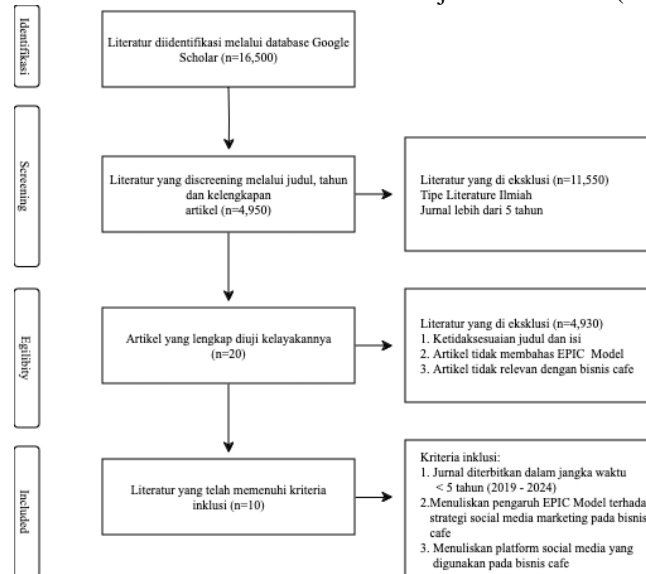 Identifikasi
Literatur diidentifikasi melalui database Google
Scholar (n=16,500)
Screening
Literatur yang discreening melalui judul, tahun
dan kelengkapan
artikel (n=4,950)
Literatur yang di eksklusi (n=11,550)
Tipe Literature Ilmiah
Jurnal lebih dari 5 tahun
Egilibity
Artikel yang lengkap diuji kelayakannya
(n=20)
Literatur yang di eksklusi (n=4,930)
1. Ketidaksesuaian judul dan isi
2. Artikel tidak membahas EPIC Model
3. Artikel tidak relevan dengan bisnis cafe
Included
Literatur yang telah memenuhi kriteria
inklusi (n=10)
Kriteria inklusi:
1. Jurnal diterbitkan dalam jangka waktu
< 5 tahun (2019 - 2024)
2.Menuliskan pengaruh EPIC Model terhada
strategi social media marketing pada bisnis
cafe
3. Menuliskan platform social media yang
digunakan pada bisnis cafe